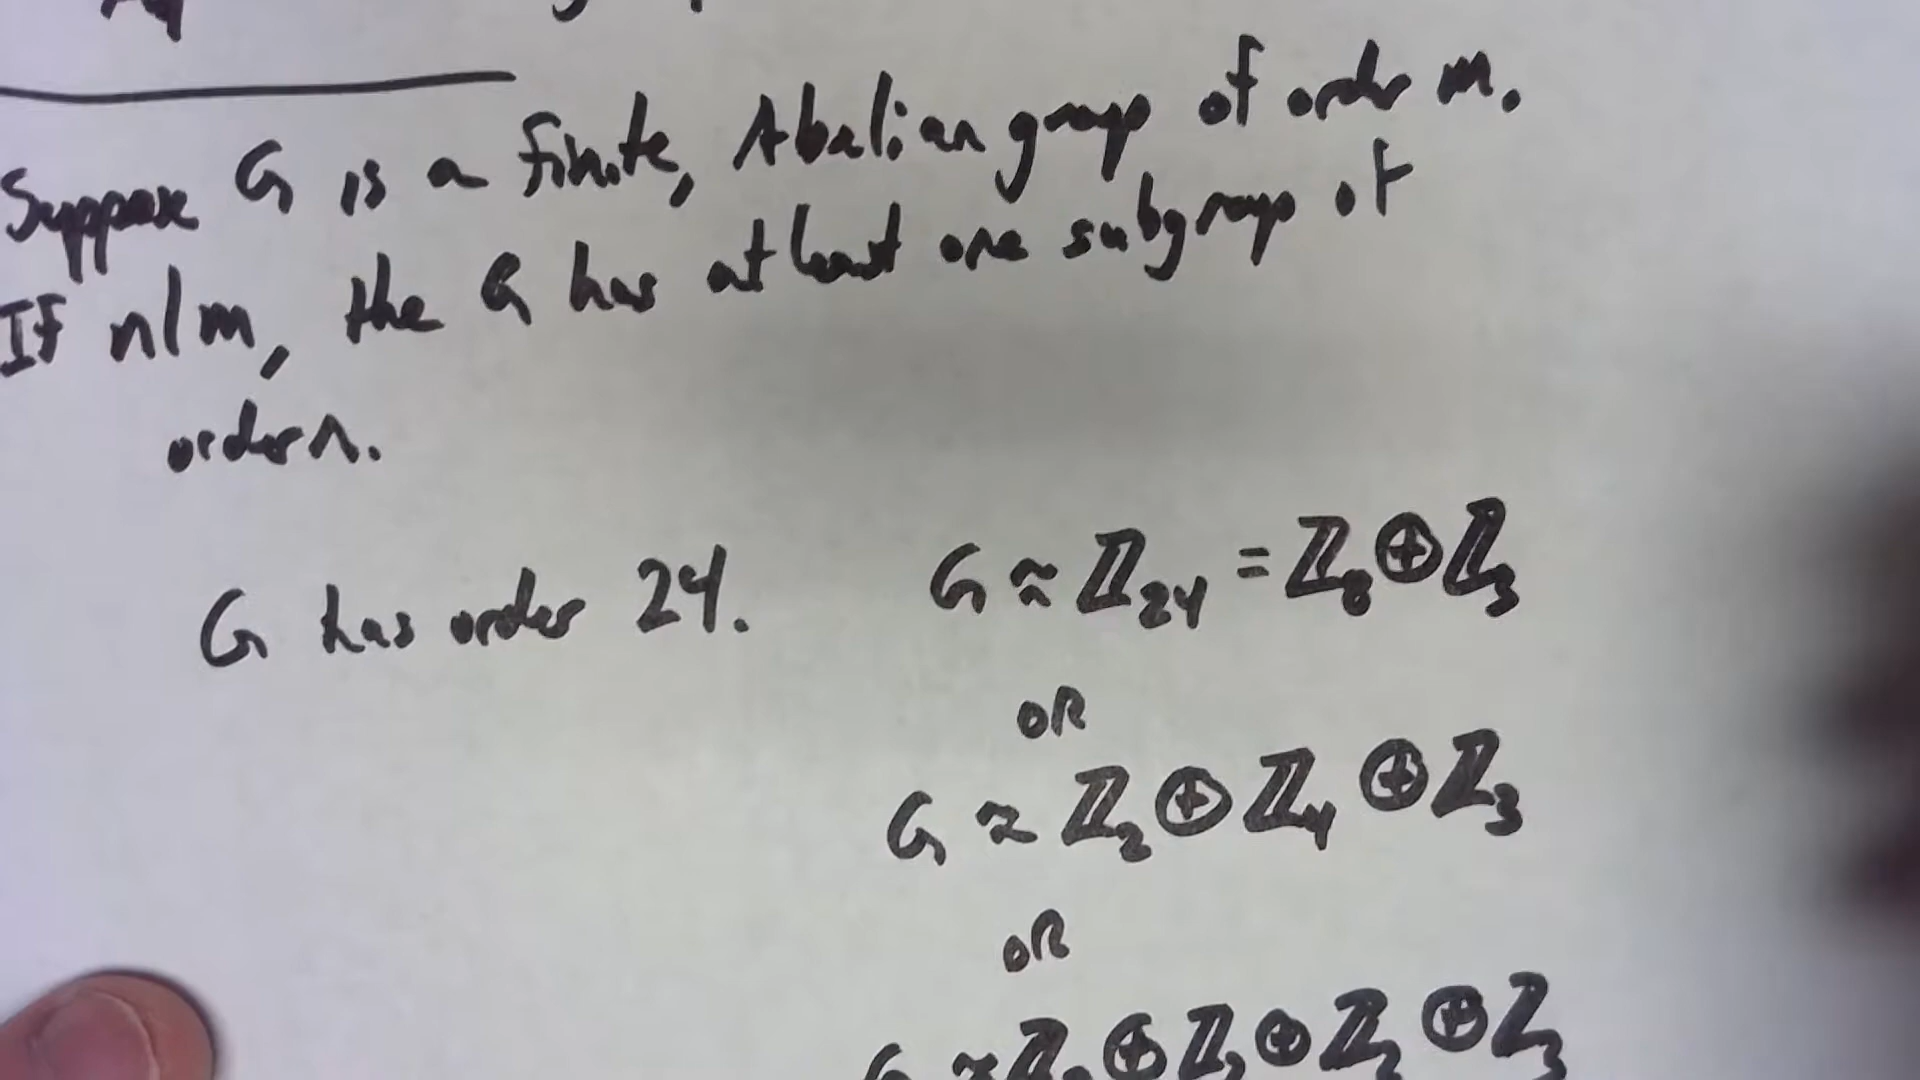 Suppose G is a finite, Abelian group of order m.
If n|m, the G has at least one subgroup of
order n.
G has order 24. G ≈ ℤ₂₄ = ℤ₈ ⊕ ℤ₃
OR
G ≈ ℤ₂ ⊕ ℤ₄ ⊕ ℤ₃
OR
G ≈ ℤ₂ ⊕ ℤ₂ ⊕ ℤ₂ ⊕ ℤ₃